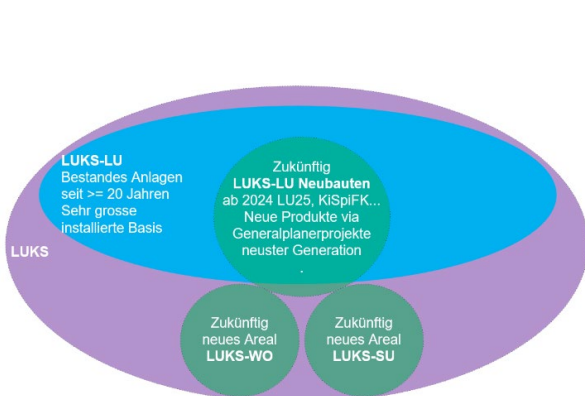 LUKS-LU
Bestandes Anlagen
seit >= 20 Jahren
Sehr grosse
installierte Basis
Zukünftig
LUKS-LU Neubauten
ab 2024 LU25, KiSpiFK...
Neue Produkte via
Generalplanerprojekte
neuster Generation
.
LUKS
Zukünftig
neues Areal
LUKS-WO
Zukünftig
neues Areal
LUKS-SU